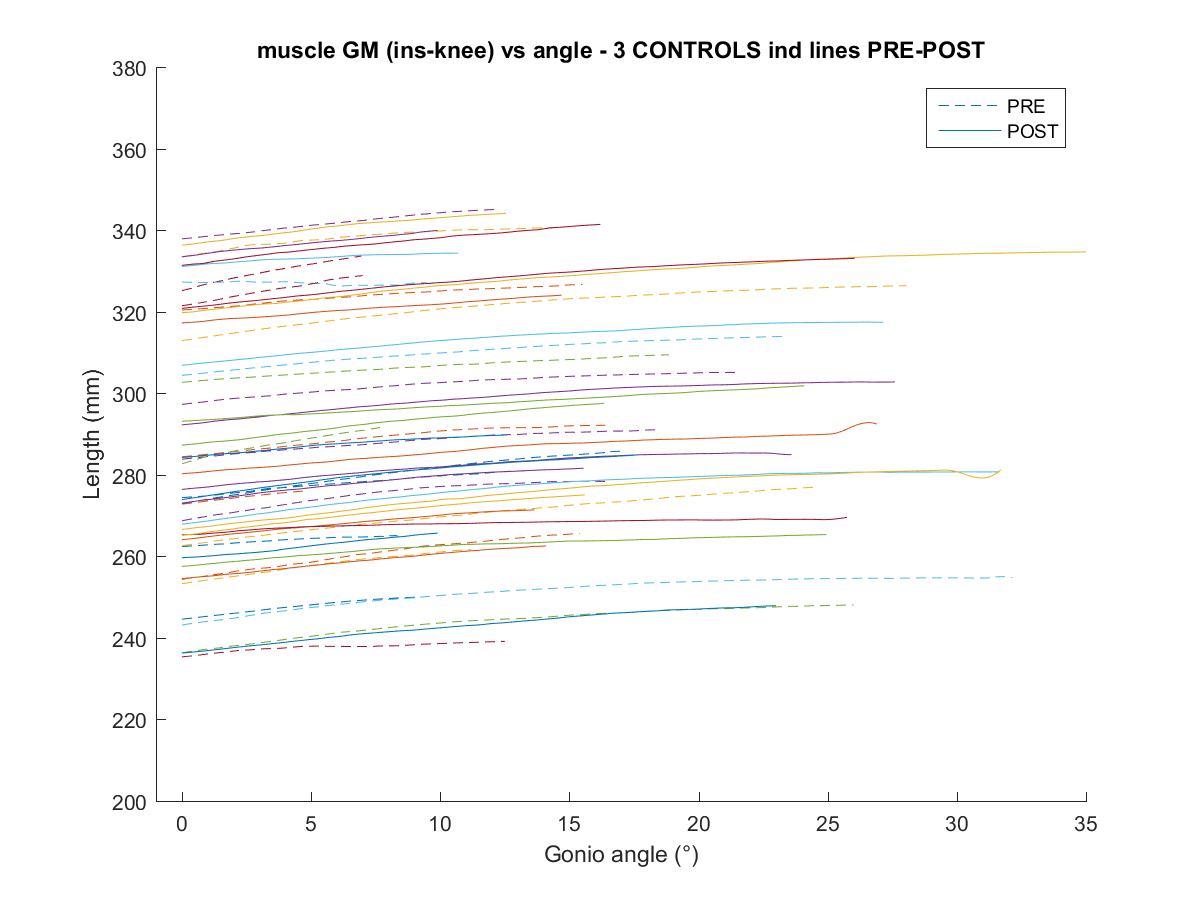 muscle GM (ins-knee) vs angle - 3 CONTROLS ind lines PRE-POST
380
360
340
320
300
280
260
240
220
200
Length (mm)
PRE
POST
0 5 10 15 20 25 30 35
Gonio angle (°)